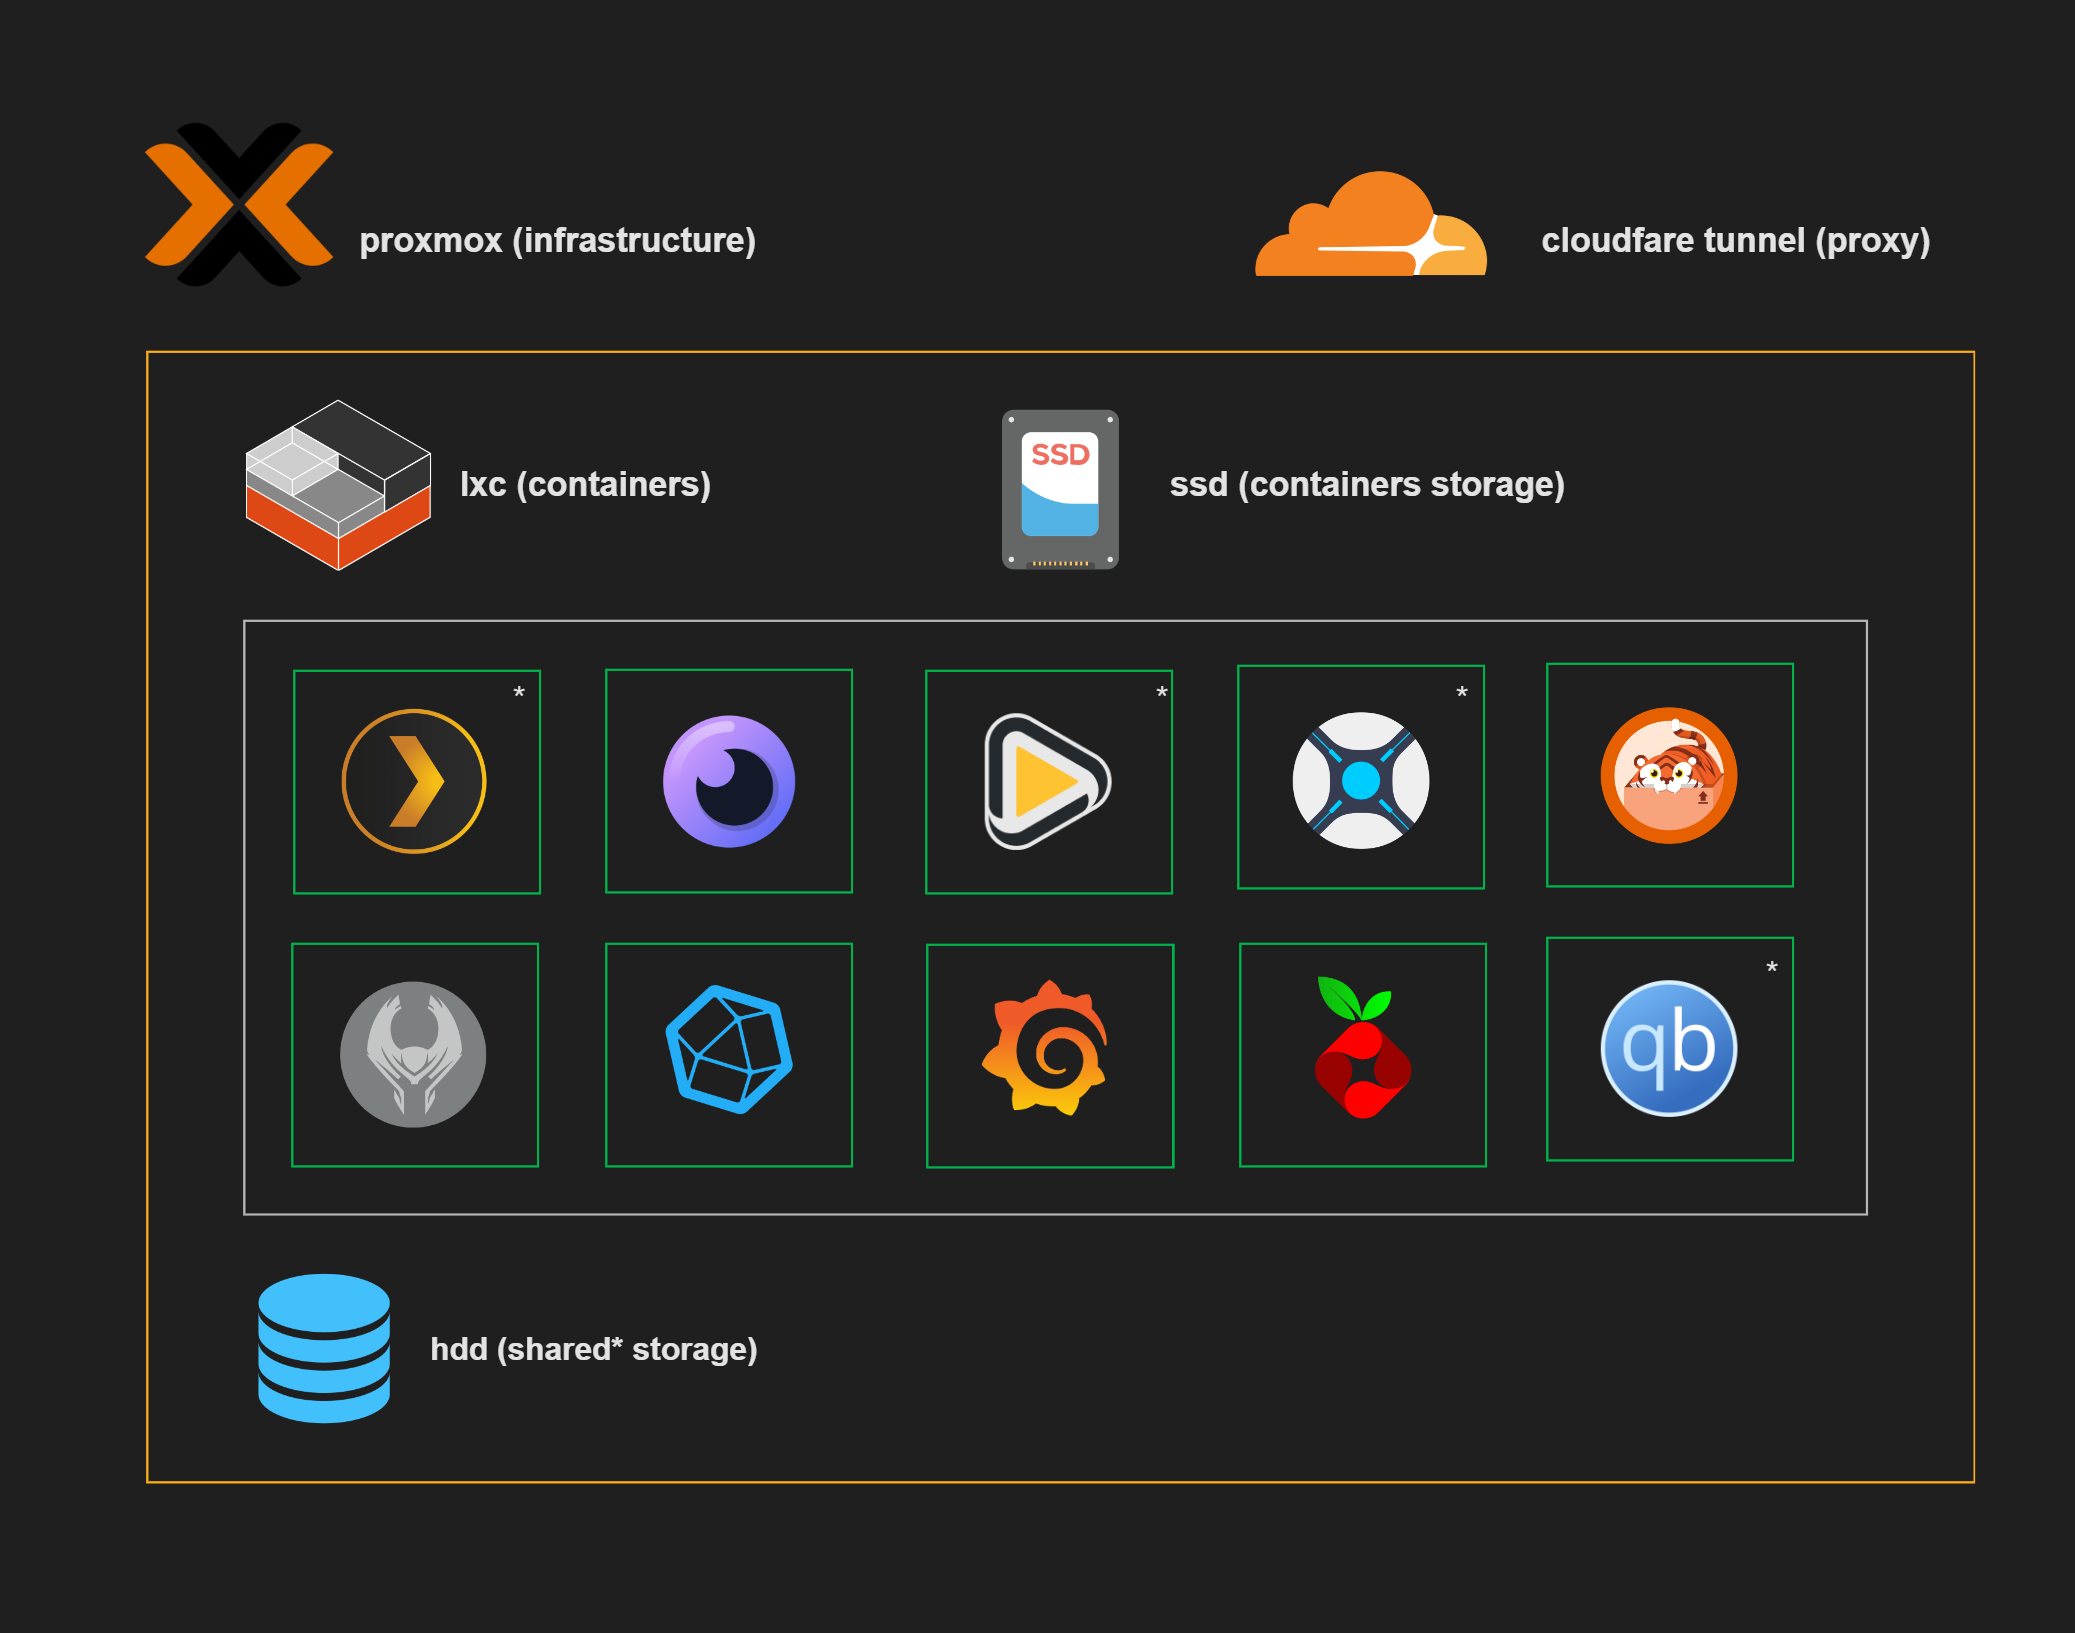 proxmox (infrastructure)
cloudfare tunnel (proxy)
lxc (containers)
SSD
ssd (containers storage)
*
*
*
*
qb
hdd (shared* storage)